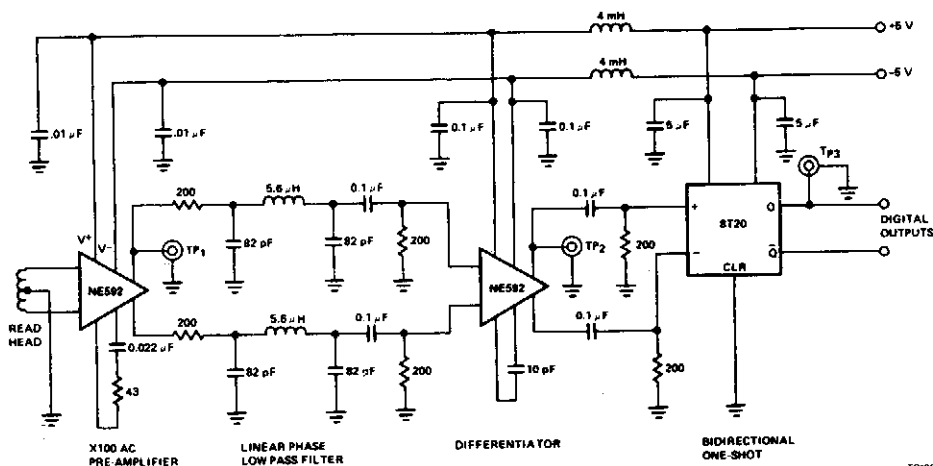 4 mH
+5 V
4 mH
-5 V
.01 µF
.01 µF
0.1 µF
0.1 µF
5 µF
5 µF
TP3
200
5.6 µH
0.1 µF
0.1 µF
V+
V-
82 pF
TP1
82 pF
200
TP2
200
+
-
8T20
Q
Q̄
CLR
DIGITAL
OUTPUTS
NE592
NE592
READ
HEAD
200
5.6 µH
0.1 µF
0.1 µF
0.022 µF
82 pF
82 pF
200
10 pF
200
43
X100 AC
PRE-AMPLIFIER
LINEAR PHASE
LOW PASS FILTER
DIFFERENTIATOR
BIDIRECTIONAL
ONE-SHOT